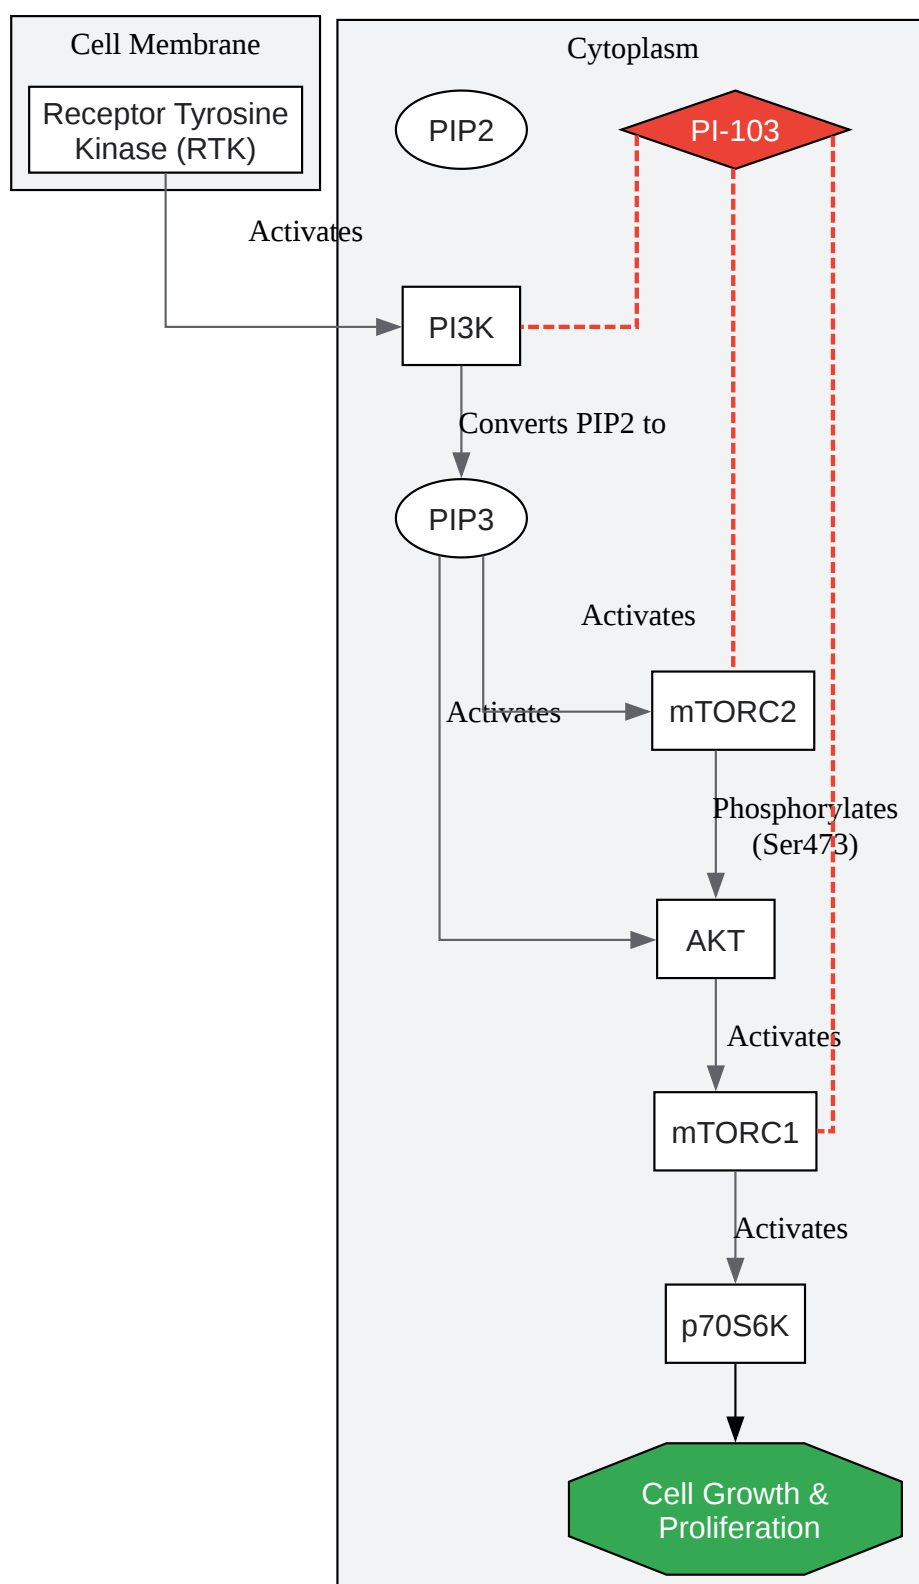 Cell Membrane
Cytoplasm
Receptor Tyrosine
Kinase (RTK)
PIP2
PI-103
Activates
PI3K
Converts PIP2 to
PIP3
Activates
Activates
mTORC2
Phosphorylates
(Ser473)
AKT
Activates
mTORC1
Activates
p70S6K
Cell Growth &
Proliferation